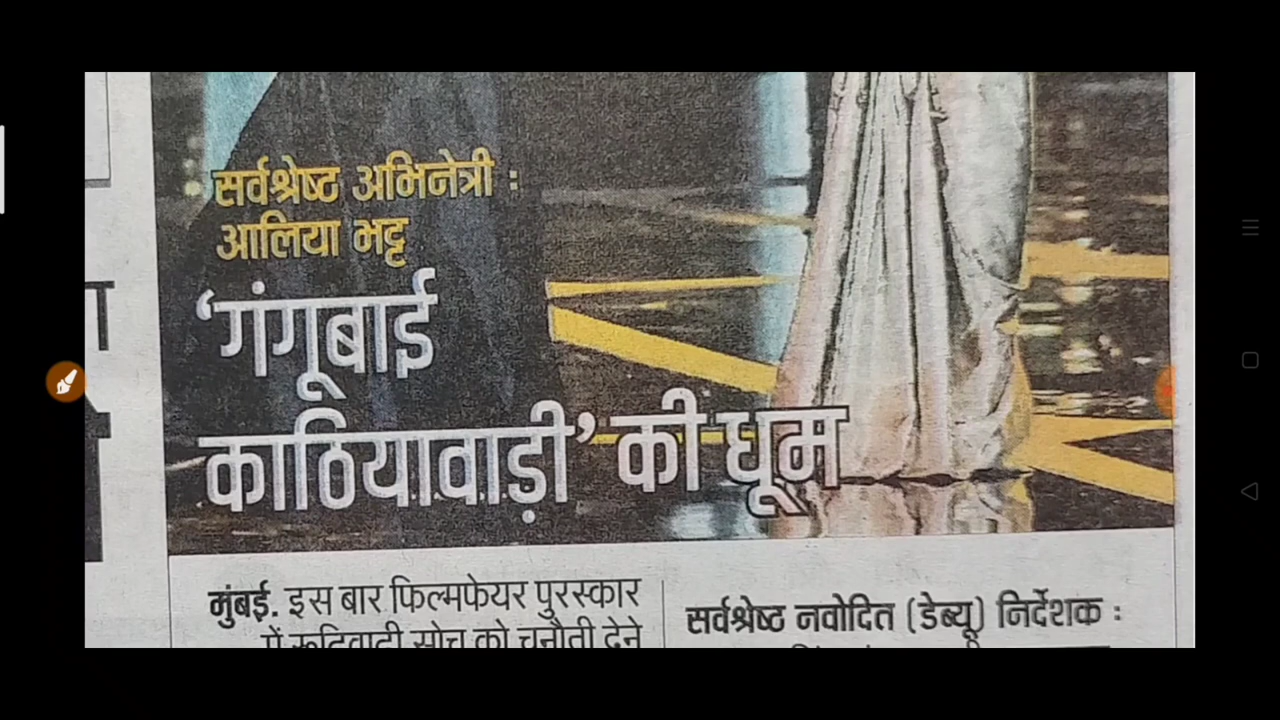 सर्वश्रेष्ठ अभिनेत्री :
आलिया भट्ट
‘गंगूबाई
काठियावाड़ी’ की धूम
मुंबई. इस बार फिल्मफेयर पुरस्कार
में रूढ़िवादी सोच को चुनौती देने
सर्वश्रेष्ठ नवोदित (डेब्यू) निर्देशक :